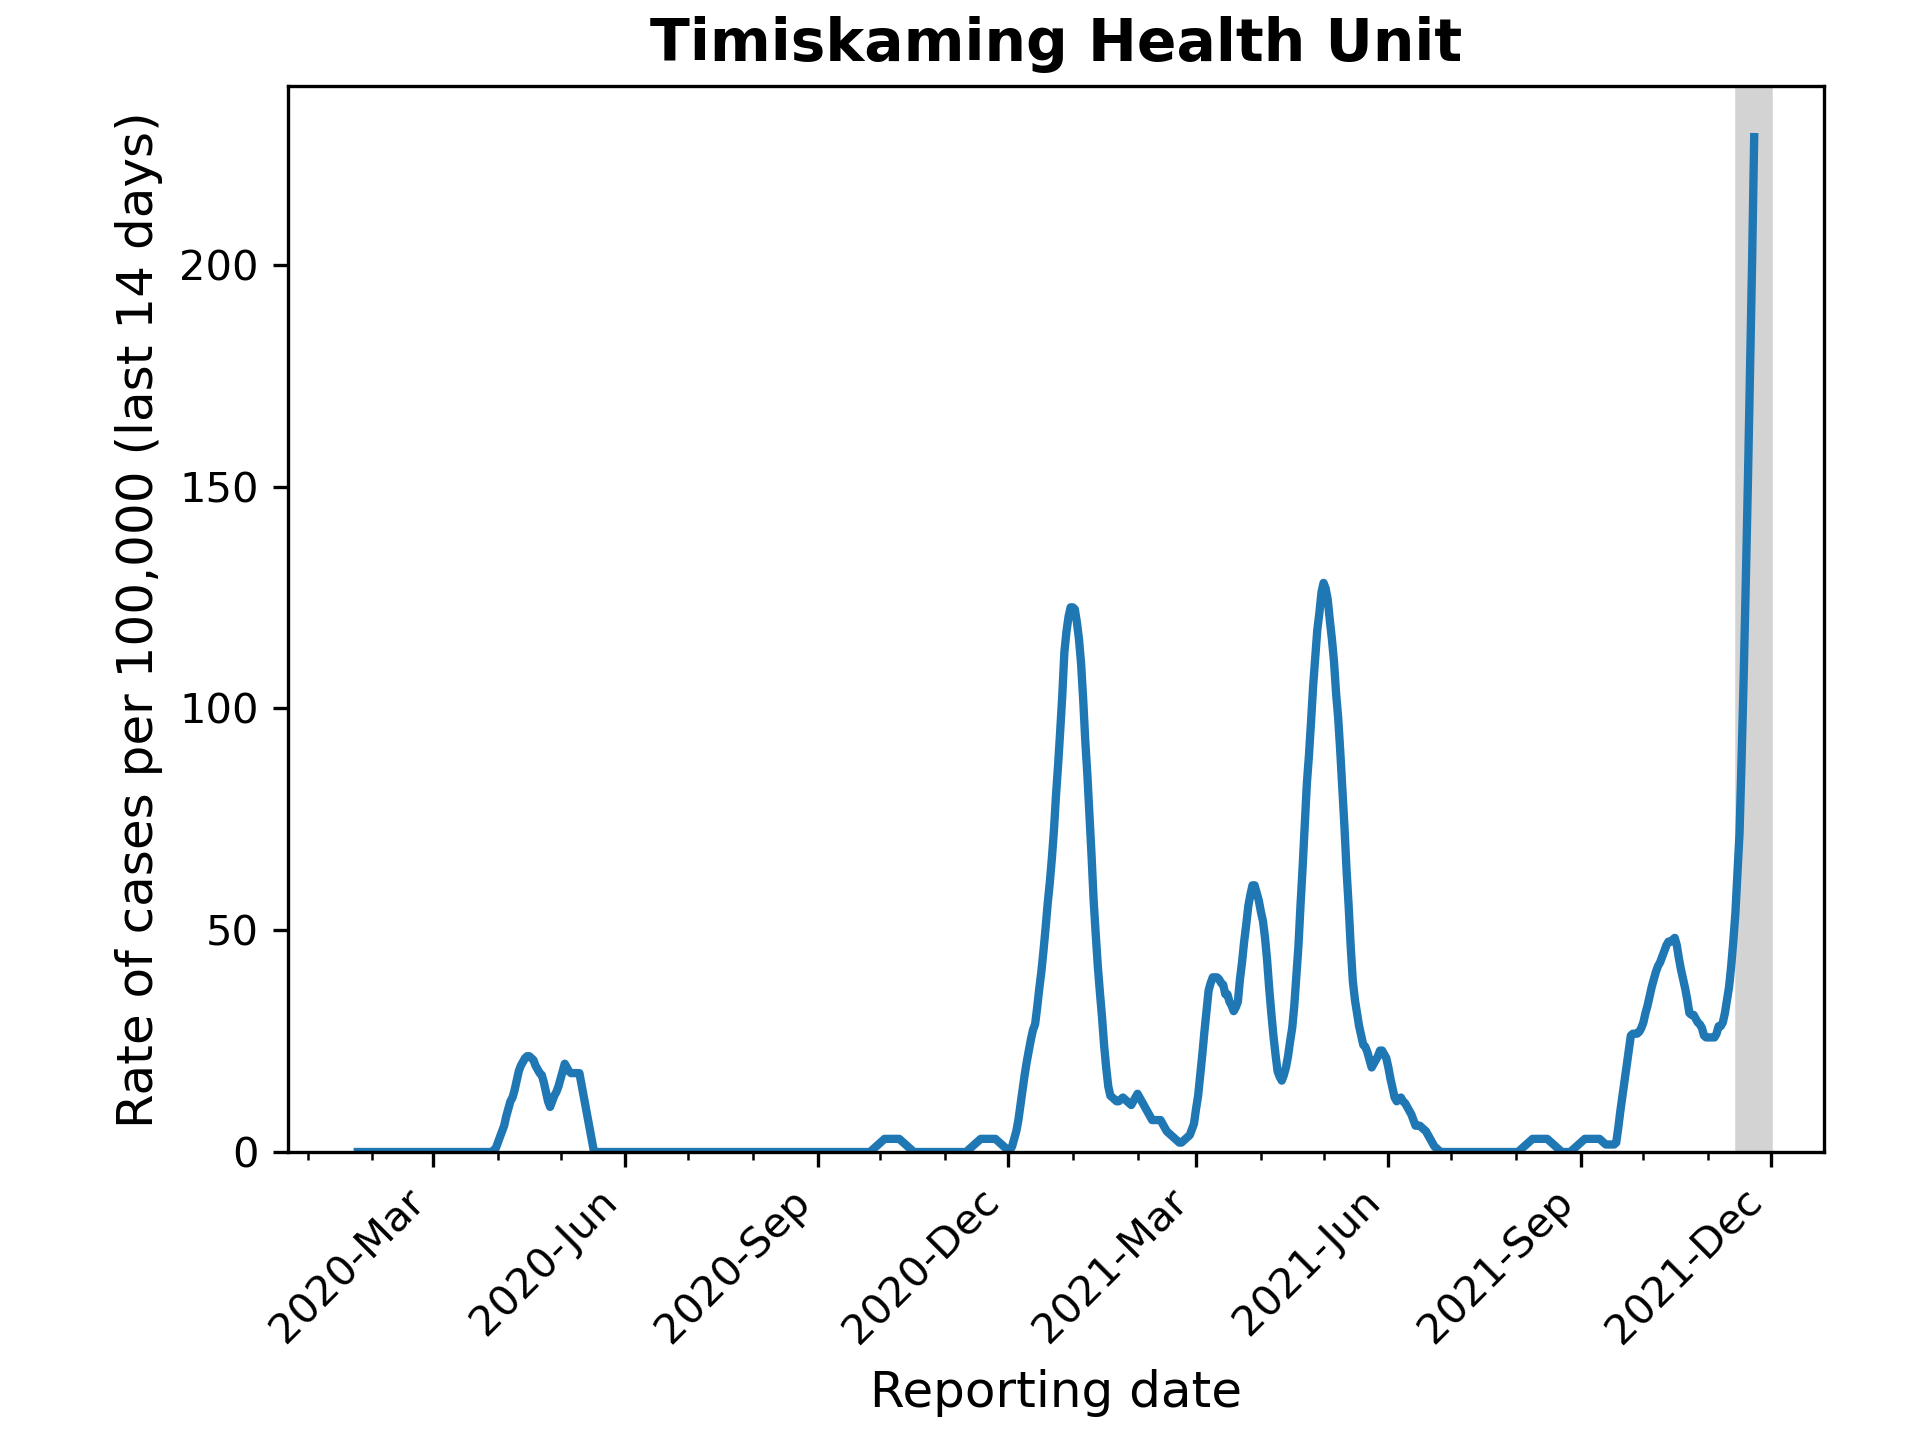 Timiskaming Health Unit
Rate of cases per 100,000 (last 14 days)
200
150
100
50
0
2020-Mar
2020-Jun
2020-Sep
2020-Dec
2021-Mar
2021-Jun
2021-Sep
2021-Dec
Reporting date